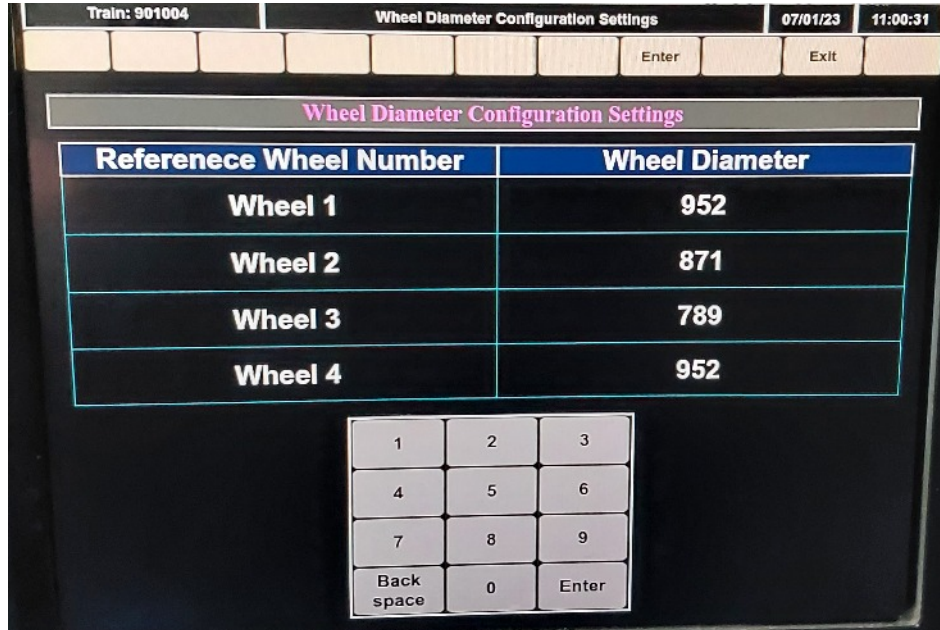 Train: 901004 Wheel Diameter Configuration Settings 07/01/23 11:00:31
Enter Exit
Wheel Diameter Configuration Settings
Referenece Wheel Number Wheel Diameter
Wheel 1 952
Wheel 2 871
Wheel 3 789
Wheel 4 952
1 2 3
4 5 6
7 8 9
Back
space 0 Enter